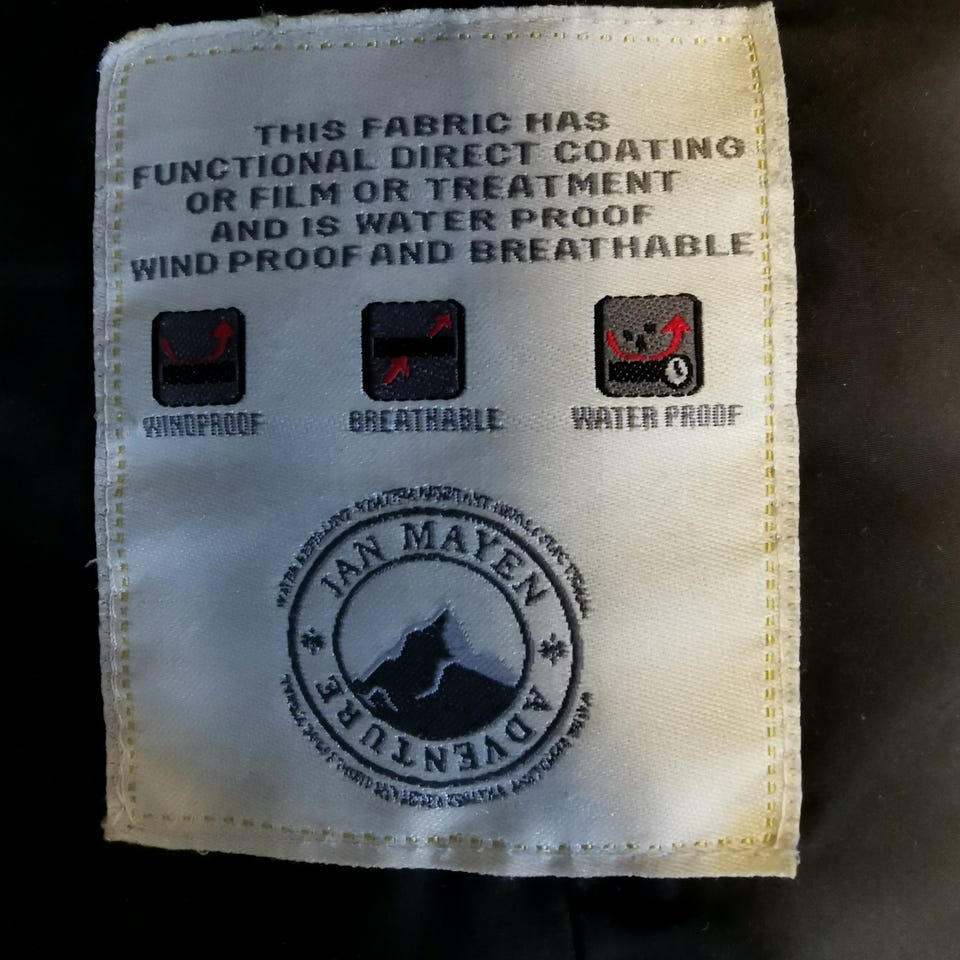 THIS FABRIC HAS
FUNCTIONAL DIRECT COATING
OR FILM OR TREATMENT
AND IS WATER PROOF
WIND PROOF AND BREATHABLE
WINDPROOF
BREATHABLE
WATER PROOF
JAN MAYEN
ADVENTURE